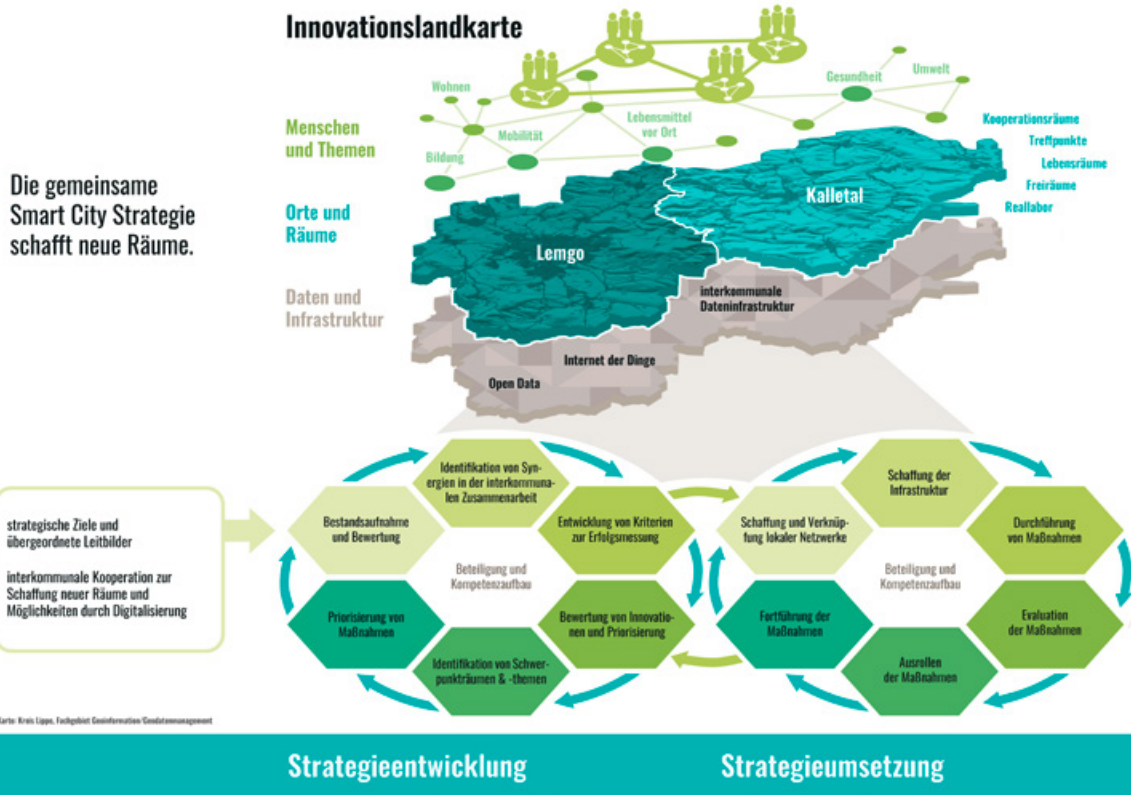 Innovationslandkarte
Die gemeinsame
Smart City Strategie
schafft neue Räume.
Menschen
und Themen
Wohnen
Mobilität
Bildung
Lebensmittel
vor Ort
Gesundheit
Umwelt
Orte und
Räume
Lemgo
Kalletal
Kooperationsräume
Treffpunkte
Lebensräume
Freiräume
Reallabor
Daten und
Infrastruktur
interkommunale
Dateninfrastruktur
Internet der Dinge
Open Data
strategische Ziele und
übergeordnete Leitbilder
interkommunale Kooperation zur
Schaffung neuer Räume und
Möglichkeiten durch Digitalisierung
Bestandsaufnahme
und Bewertung
Identifikation von Syn-
ergien in der interkommuna-
len Zusammenarbeit
Entwicklung von Kriterien
zur Erfolgsmessung
Beteiligung und
Kompetenzaufbau
Priorisierung von
Maßnahmen
Identifikation von Schwer-
punkträumen & -themen
Bewertung von Innovatio-
nen und Priorisierung
Schaffung und Verknüp-
fung lokaler Netzwerke
Schaffung der
Infrastruktur
Durchführung
von Maßnahmen
Beteiligung und
Kompetenzaufbau
Fortführung der
Maßnahmen
Ausrollen
der Maßnahmen
Evaluation
der Maßnahmen
Karte: Kreis Lippe, Fachgebiet Geoinformation/Geodatenmanagement
Strategieentwicklung
Strategieumsetzung